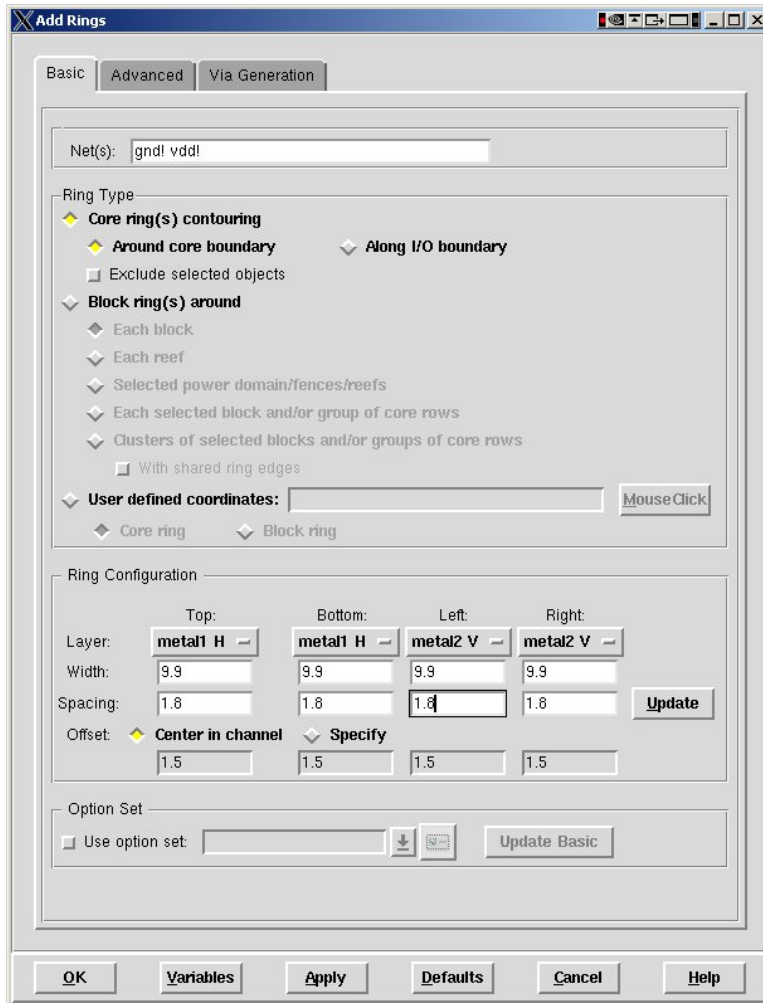 Add Rings
Basic Advanced Via Generation
Net(s): gnd! vdd!
Ring Type
Core ring(s) contouring
Around core boundary Along I/O boundary
Exclude selected objects
Block ring(s) around
Each block
Each reef
Selected power domain/fences/reefs
Each selected block and/or group of core rows
Clusters of selected blocks and/or groups of core rows
With shared ring edges
User defined coordinates: MouseClick
Core ring Block ring
Ring Configuration
Top: Bottom: Left: Right:
Layer: metal1 H metal1 H metal2 V metal2 V
Width: 9.9 9.9 9.9 9.9
Spacing: 1.8 1.8 1.8 1.8 Update
Offset: Center in channel Specify
1.5 1.5 1.5 1.5
Option Set
Use option set: Update Basic
OK Variables Apply Defaults Cancel Help